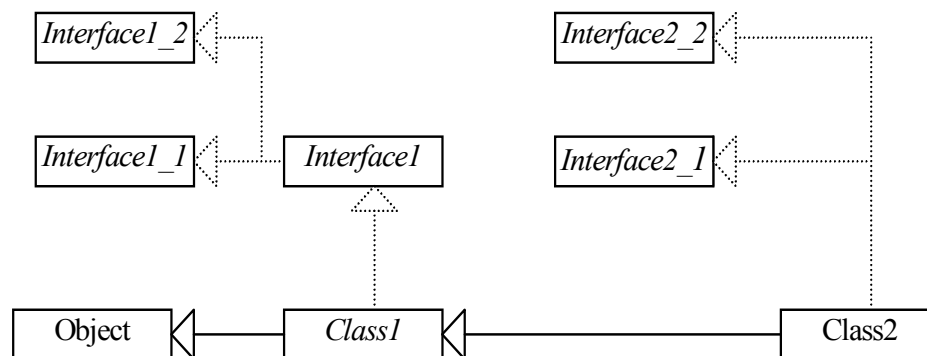 Interface1_2
Interface2_2
Interface1_1
Interface1
Interface2_1
Object
Class1
Class2